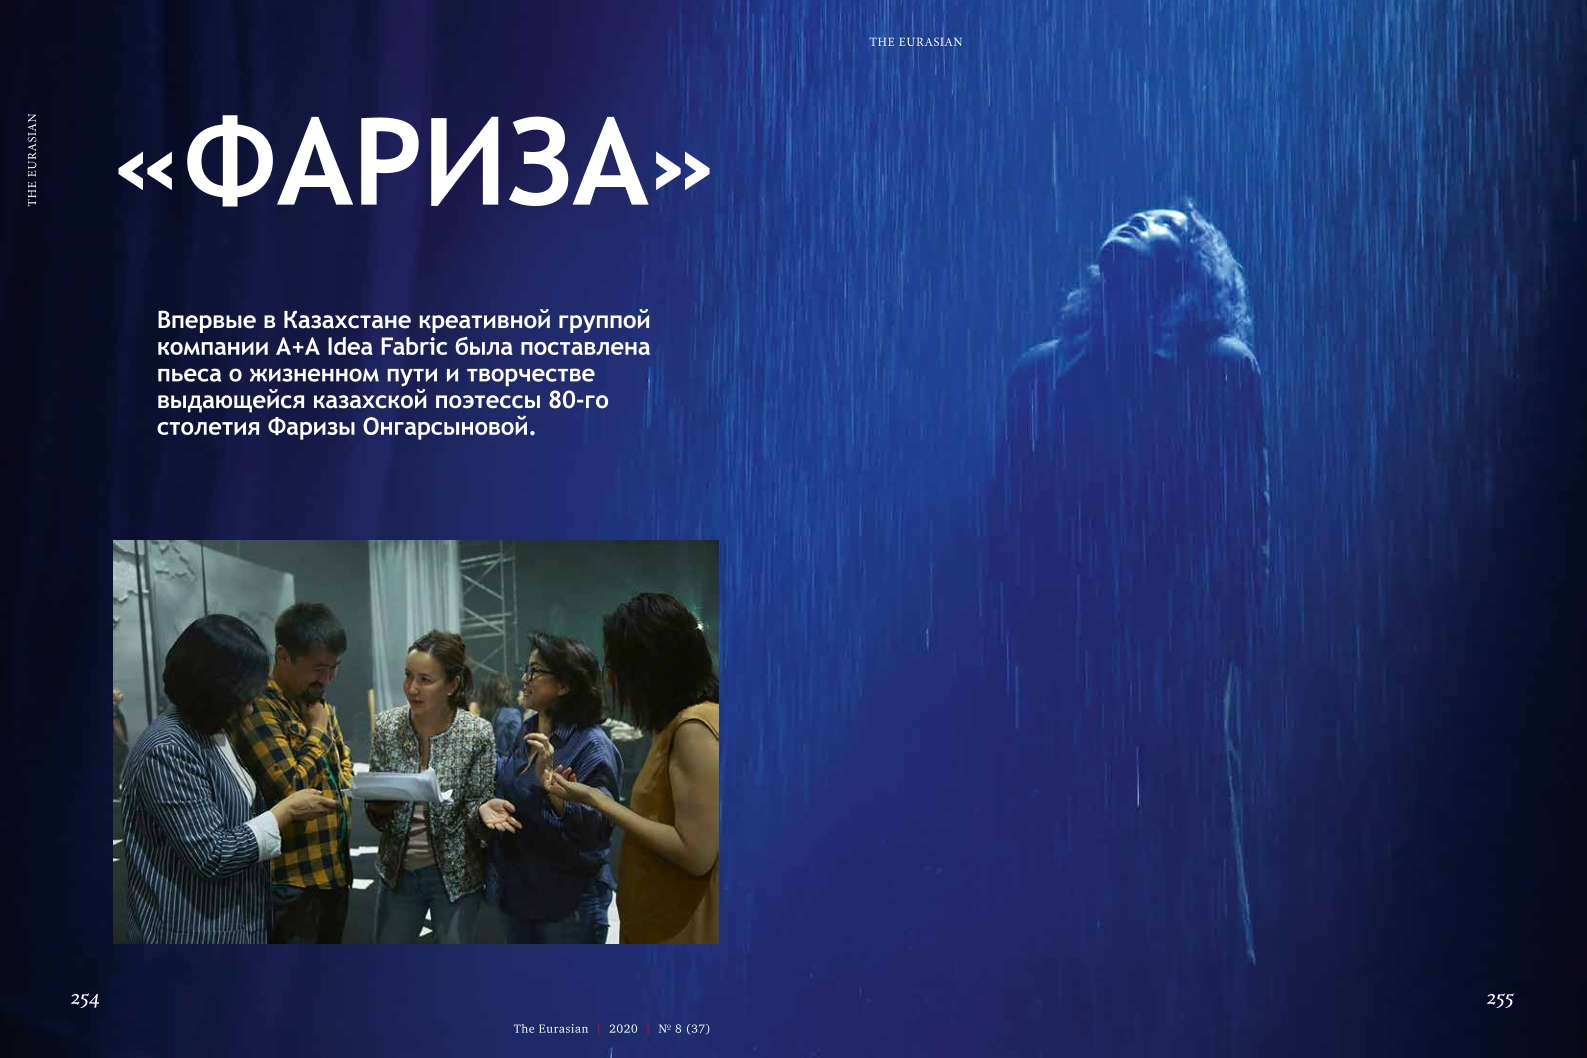 THE EURASIAN
THE EURASIAN
«ФАРИЗА»
Впервые в Казахстане креативной группой
компании A+A Idea Fabric была поставлена
пьеса о жизненном пути и творчестве
выдающейся казахской поэтессы 80-го
столетия Фаризы Онгарсыновой.
254
255
The Eurasian | 2020 | № 8 (37)